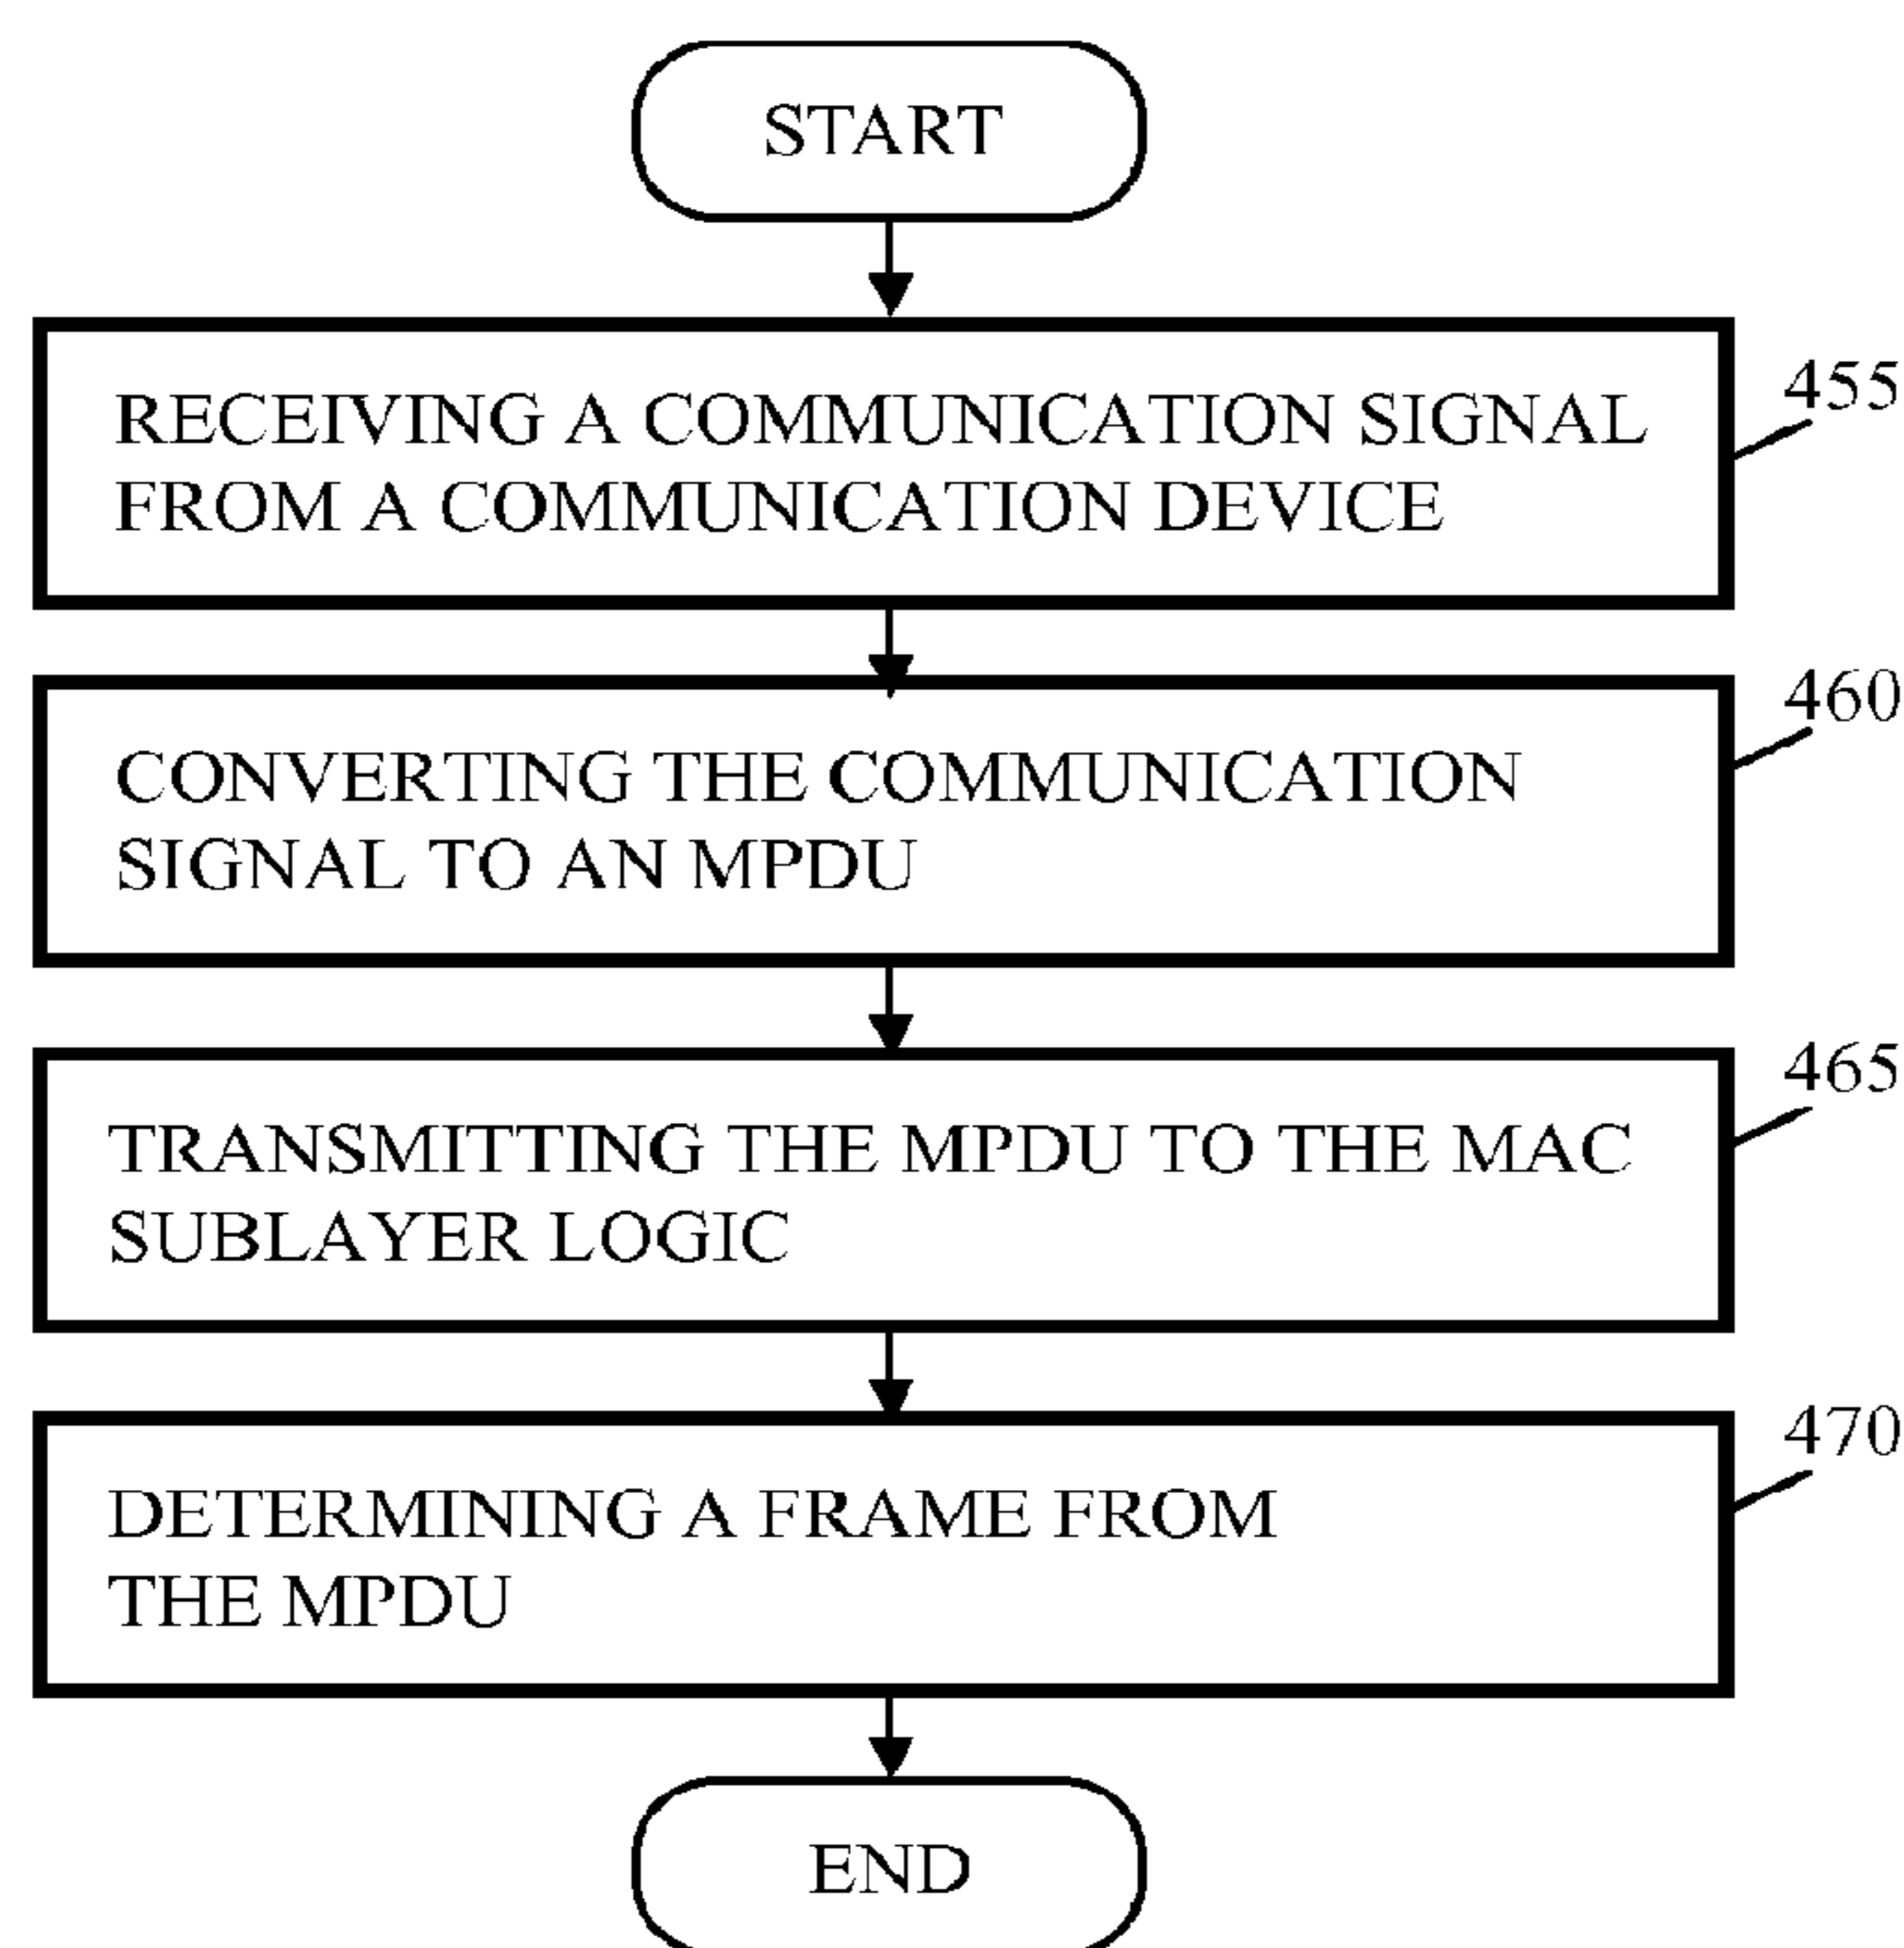 START
RECEIVING A COMMUNICATION SIGNAL
FROM A COMMUNICATION DEVICE
455
CONVERTING THE COMMUNICATION
SIGNAL TO AN MPDU
460
TRANSMITTING THE MPDU TO THE MAC
SUBLAYER LOGIC
465
DETERMINING A FRAME FROM
THE MPDU
470
END